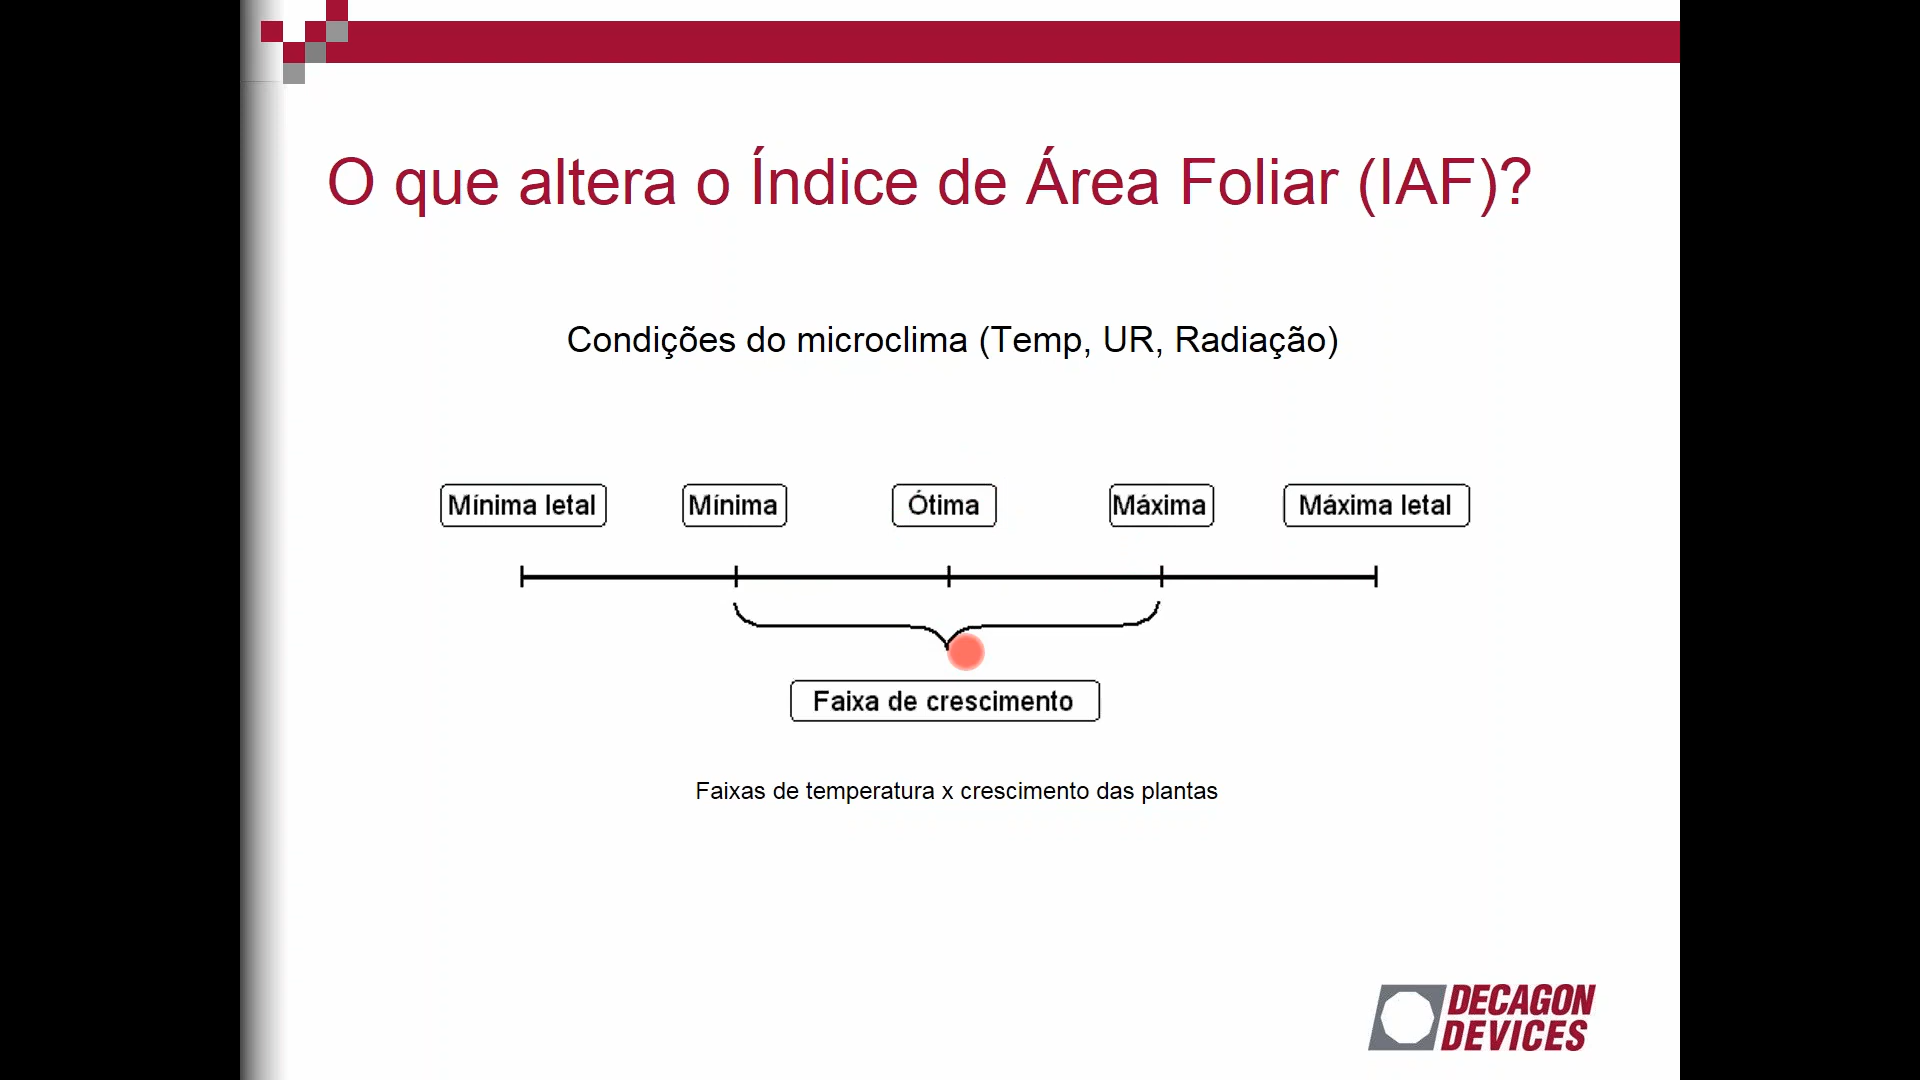 O que altera o Índice de Área Foliar (IAF)?
Condições do microclima (Temp, UR, Radiação)
Mínima letal Mínima Ótima Máxima Máxima letal
Faixa de crescimento
Faixas de temperatura x crescimento das plantas
DECAGON
DEVICES